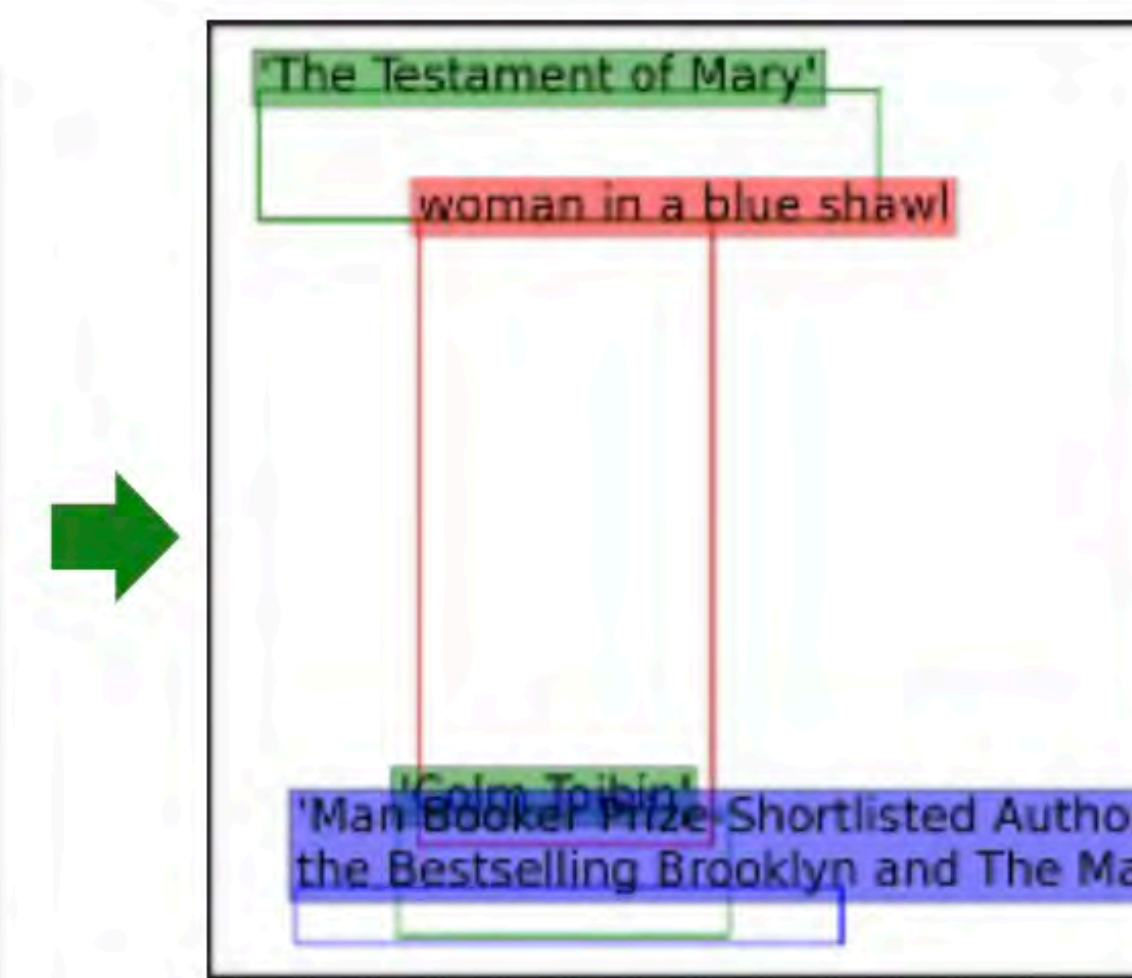 'The Testament of Mary'
woman in a blue shawl
'Colm Toibin'
'Man Booker Prize-Shortlisted Autho
the Bestselling Brooklyn and The Ma